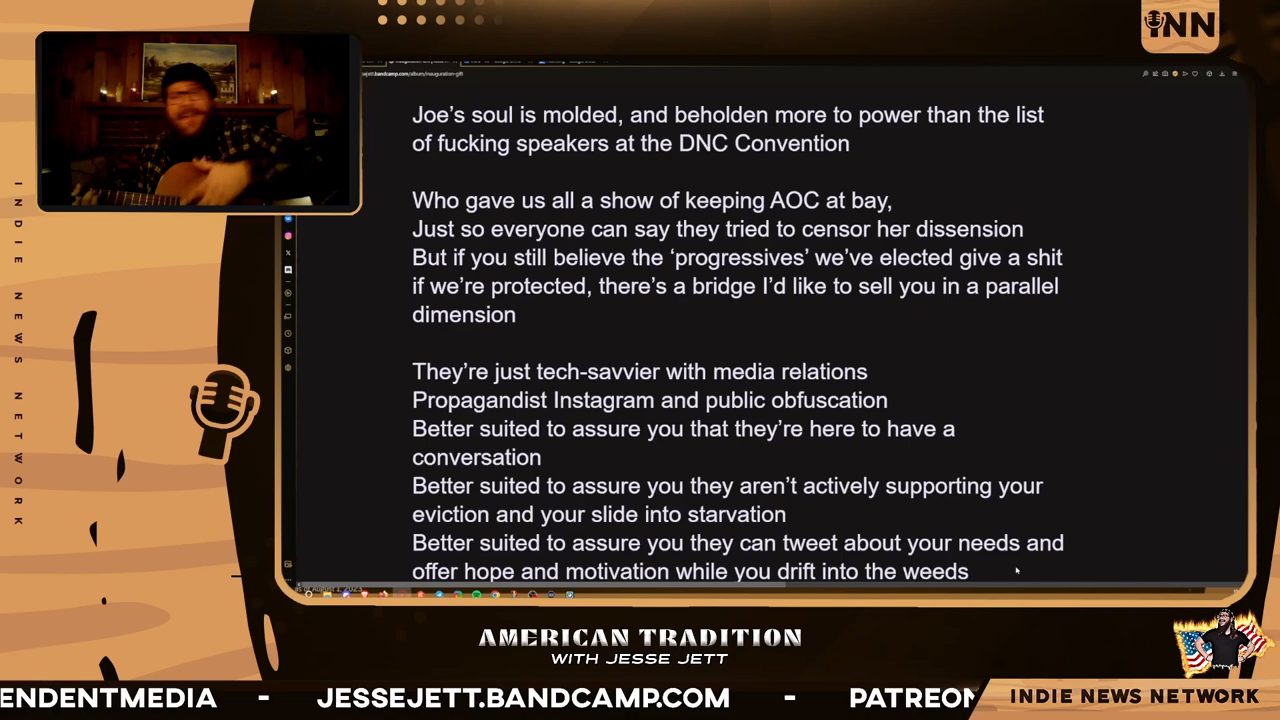 iNN
jett.bandcamp.com/album/inauguration-gift
Joe's soul is molded, and beholden more to power than the list
of fucking speakers at the DNC Convention
Who gave us all a show of keeping AOC at bay,
Just so everyone can say they tried to censor her dissension
But if you still believe the ‘progressives’ we’ve elected give a shit
if we’re protected, there’s a bridge I’d like to sell you in a parallel
dimension
They’re just tech-savvier with media relations
Propagandist Instagram and public obfuscation
Better suited to assure you that they’re here to have a
conversation
Better suited to assure you they aren’t actively supporting your
eviction and your slide into starvation
Better suited to assure you they can tweet about your needs and
offer hope and motivation while you drift into the weeds
INDIE NEWS NETWORK
AMERICAN TRADITION
WITH JESSE JETT
ENDENTMEDIA - JESSEJETT.BANDCAMP.COM - PATREON
INDIE NEWS NETWORK